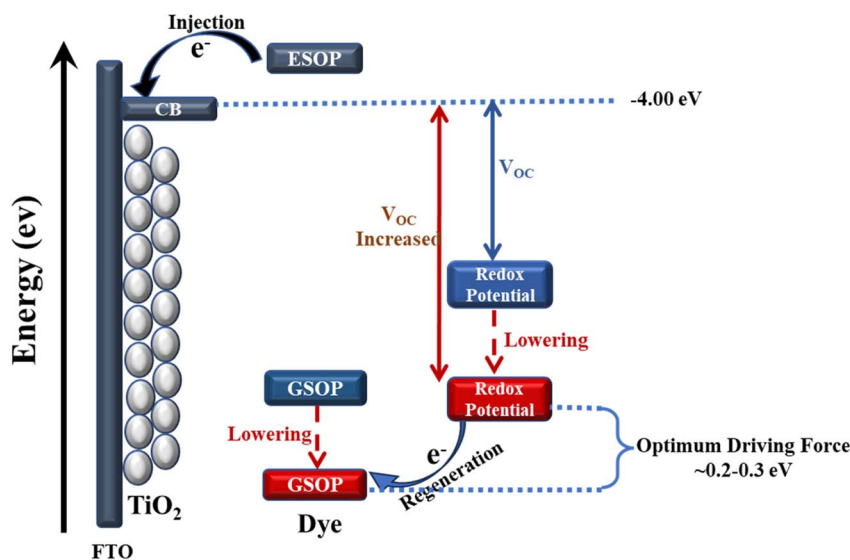 Injection
e-
ESOP
CB
-4.00 eV
VOC
VOC
Increased
Redox
Potential
Lowering
GSOP
Redox
Potential
Lowering
Optimum Driving Force
~0.2-0.3 eV
e-
Regeneration
GSOP
TiO2
Dye
FTO
Energy (ev)